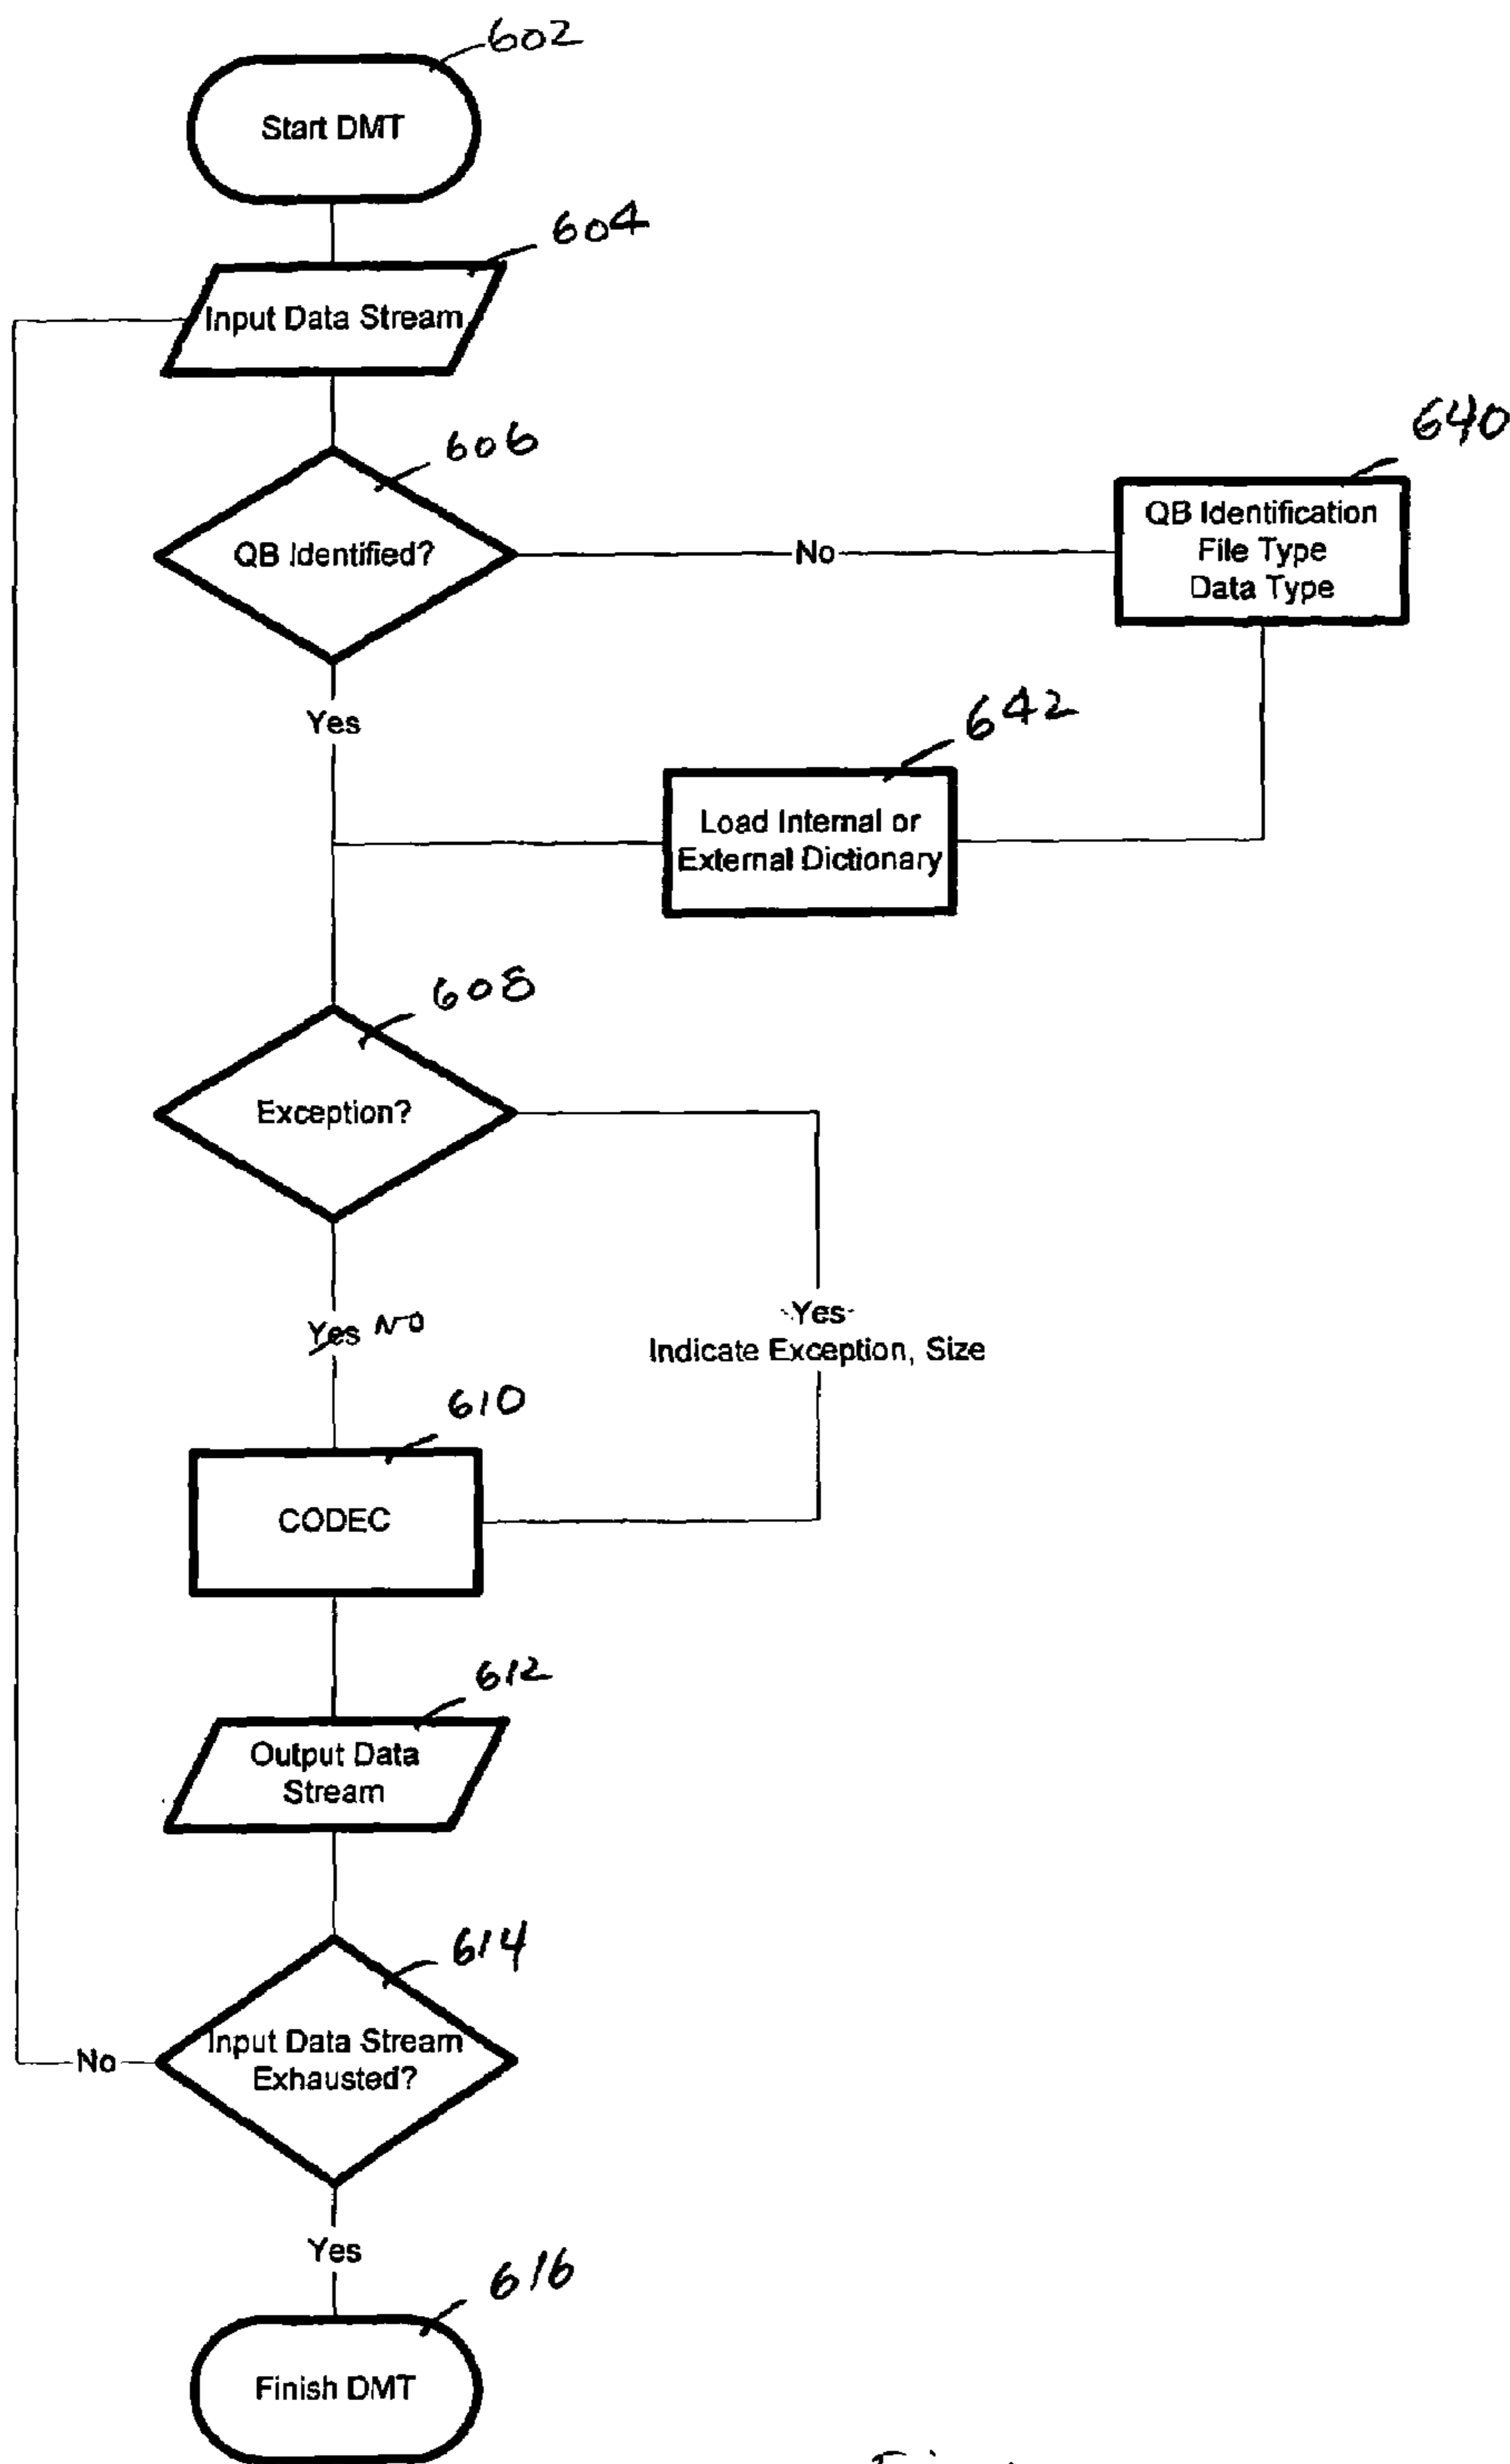 602
Start DMT
604
Input Data Stream
606
640
QB Identified?
No
QB Identification
File Type
Data Type
Yes
642
Load Internal or
External Dictionary
608
Exception?
Yes
Indicate Exception, Size
Yes NO
610
CODEC
612
Output Data
Stream
614
Input Data Stream
Exhausted?
No
Yes
616
Finish DMT